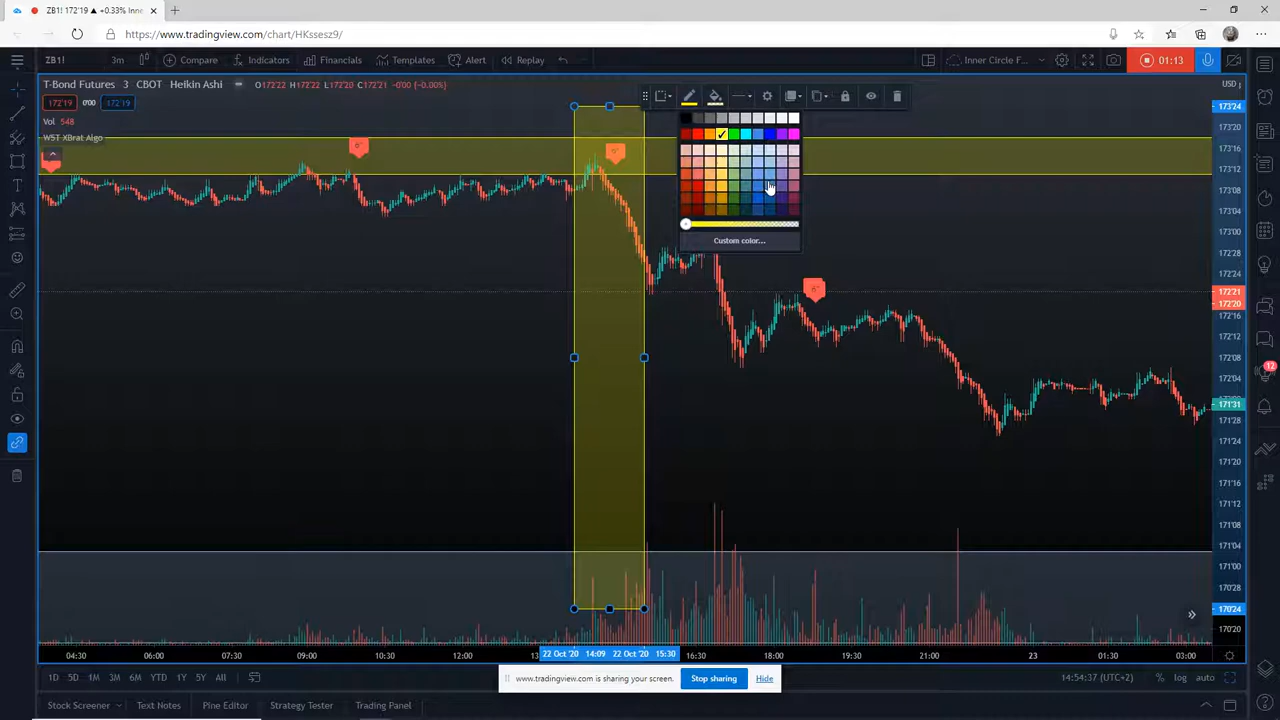 ZB1! 172'19 ▲ +0.33% Inne
https://www.tradingview.com/chart/HKssesz9/
ZB1! 3m Compare Indicators Financials Templates Alert Replay Inner Circle F... 01:13
T-Bond Futures 3 CBOT Heikin Ashi O172'22 H172'22 L172'20 C172'21 -0'00 (-0.00%) USD
172'19 0'00 172'19
Vol 548
WST XBrat Algo
Custom color...
173'24
173'20
173'16
173'12
173'08
173'04
173'00
172'28
172'24
172'21
172'20
172'16
172'12
172'08
172'04
171'31
171'28
171'24
171'20
171'16
171'12
171'08
171'04
171'00
170'28
170'24
170'20
12
04:30 06:00 07:30 09:00 10:30 12:00 22 Oct '20 14:09 22 Oct '20 15:30 16:30 18:00 19:30 21:00 23 01:30 03:00
1D 5D 1M 3M 6M YTD 1Y 5Y All 14:54:37 (UTC+2) % log auto
www.tradingview.com is sharing your screen. Stop sharing Hide
Stock Screener Text Notes Pine Editor Strategy Tester Trading Panel